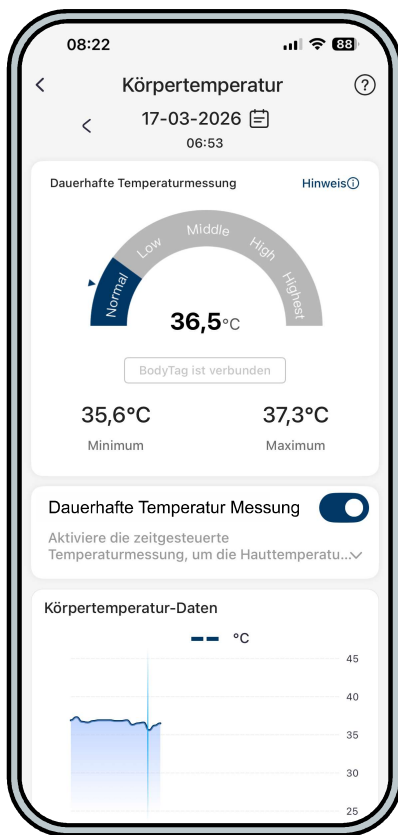 08:22
88
Körpertemperatur
?
17-03-2026
06:53
Dauerhafte Temperaturmessung
Hinweis
Normal
Low
Middle
High
Highest
36,5°C
BodyTag ist verbunden
35,6°C
37,3°C
Minimum
Maximum
Dauerhafte Temperatur Messung
Aktiviere die zeitgesteuerte
Temperaturmessung, um die Hauttemperatu...
Körpertemperatur-Daten
-- °C
45
40
35
30
25